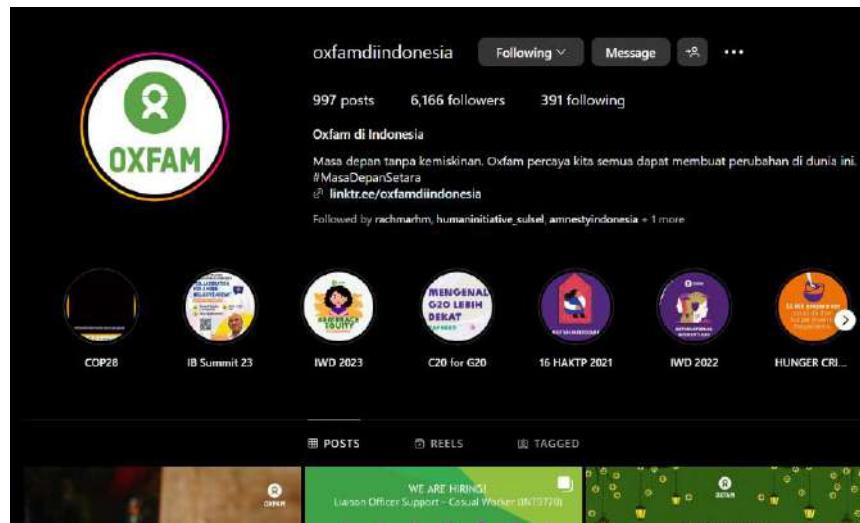 oxfamdiindonesia Following Message
997 posts 6,166 followers 391 following
Oxfam di Indonesia
Masa depan tanpa kemiskinan. Oxfam percaya kita semua dapat membuat perubahan di dunia ini.
#MasaDepanSetara
linktr.ee/oxfamdiindonesia
Followed by rachmarhm, humaninitiative_sulsel, amnestyindonesia + 1 more
OXFAM
MENGENAL
G20 LEBIH
DEKAT
EMBRACE
EQUITY
COP28 IB Summit 23 IWD 2023 C20 for G20 16 HAKTP 2021 IWD 2022 HUNGER CRI...
POSTS REELS TAGGED
OXFAM
WE ARE HIRING!
Liaison Officer Support – Casual Worker (INT9770)
OXFAM